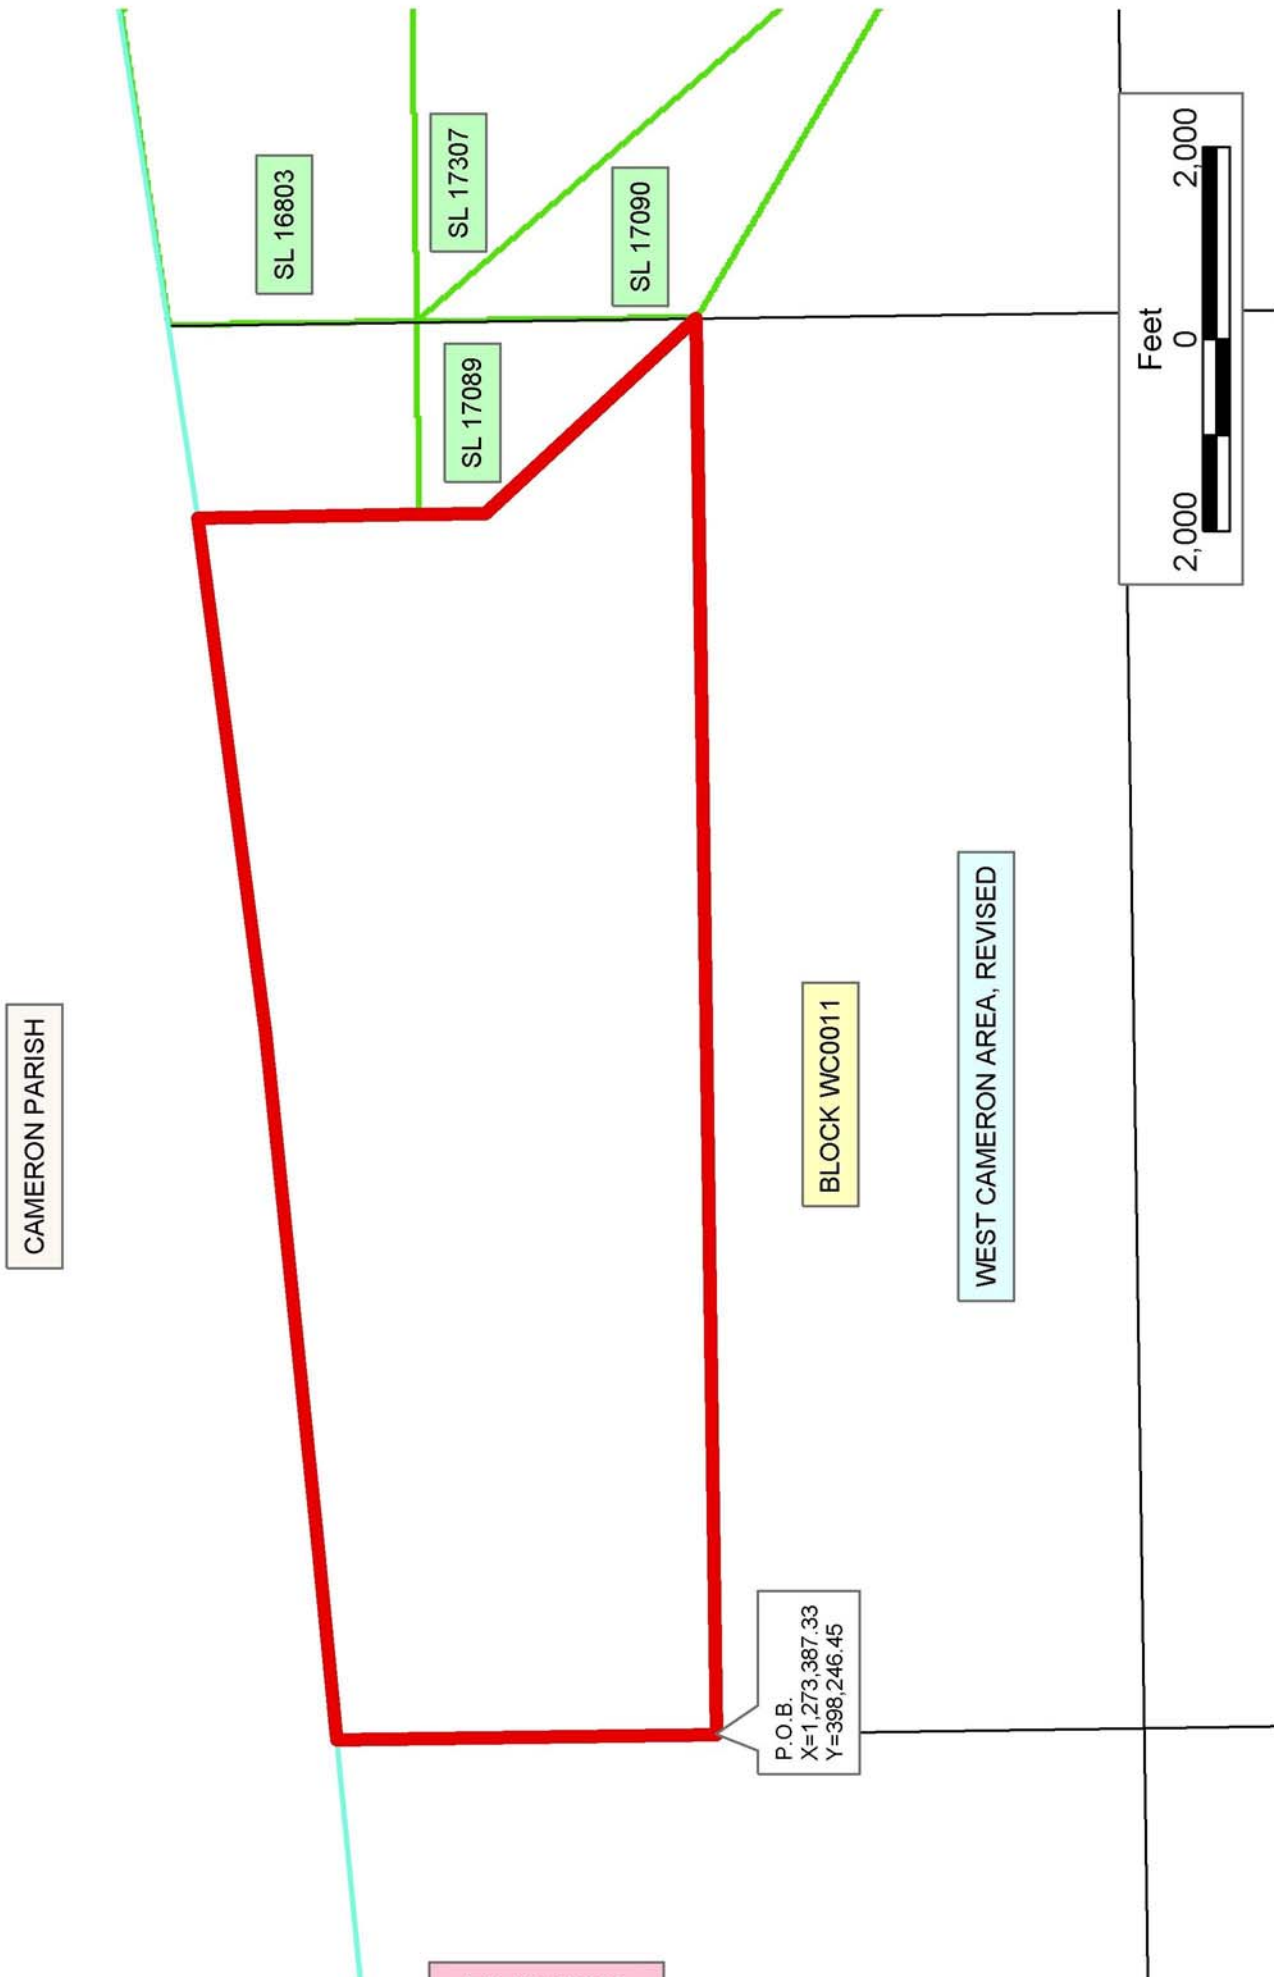 CAMERON PARISH
SL 16803
SL 17307
SL 17090
SL 17089
BLOCK WC0011
WEST CAMERON AREA, REVISED
P.O.B.
X=1,273,387.33
Y=398,246.45
Feet
2,000 0 2,000